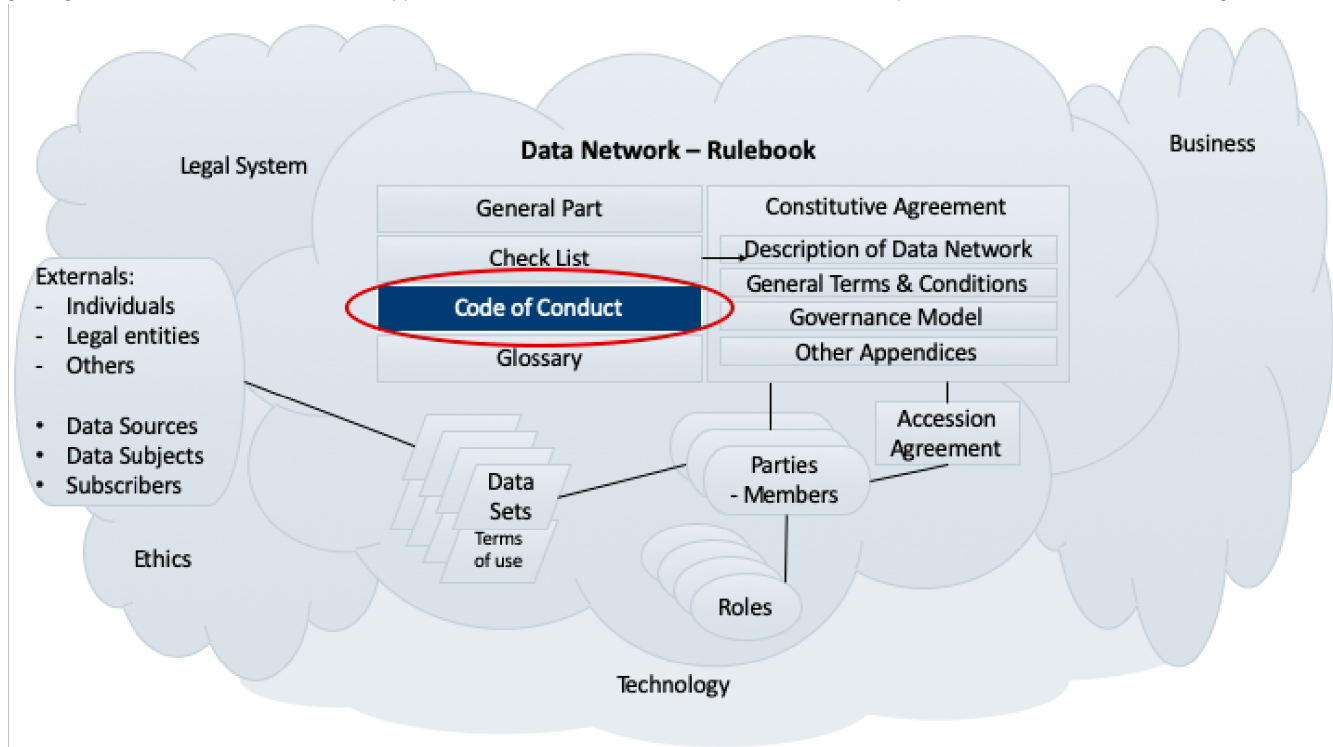 Data Network – Rulebook
Legal System
Business
General Part
Check List
Code of Conduct
Glossary
Constitutive Agreement
Description of Data Network
General Terms & Conditions
Governance Model
Other Appendices
Externals:
- Individuals
- Legal entities
- Others
• Data Sources
• Data Subjects
• Subscribers
Data
Sets
Terms
of use
Parties
- Members
Accession
Agreement
Roles
Ethics
Technology